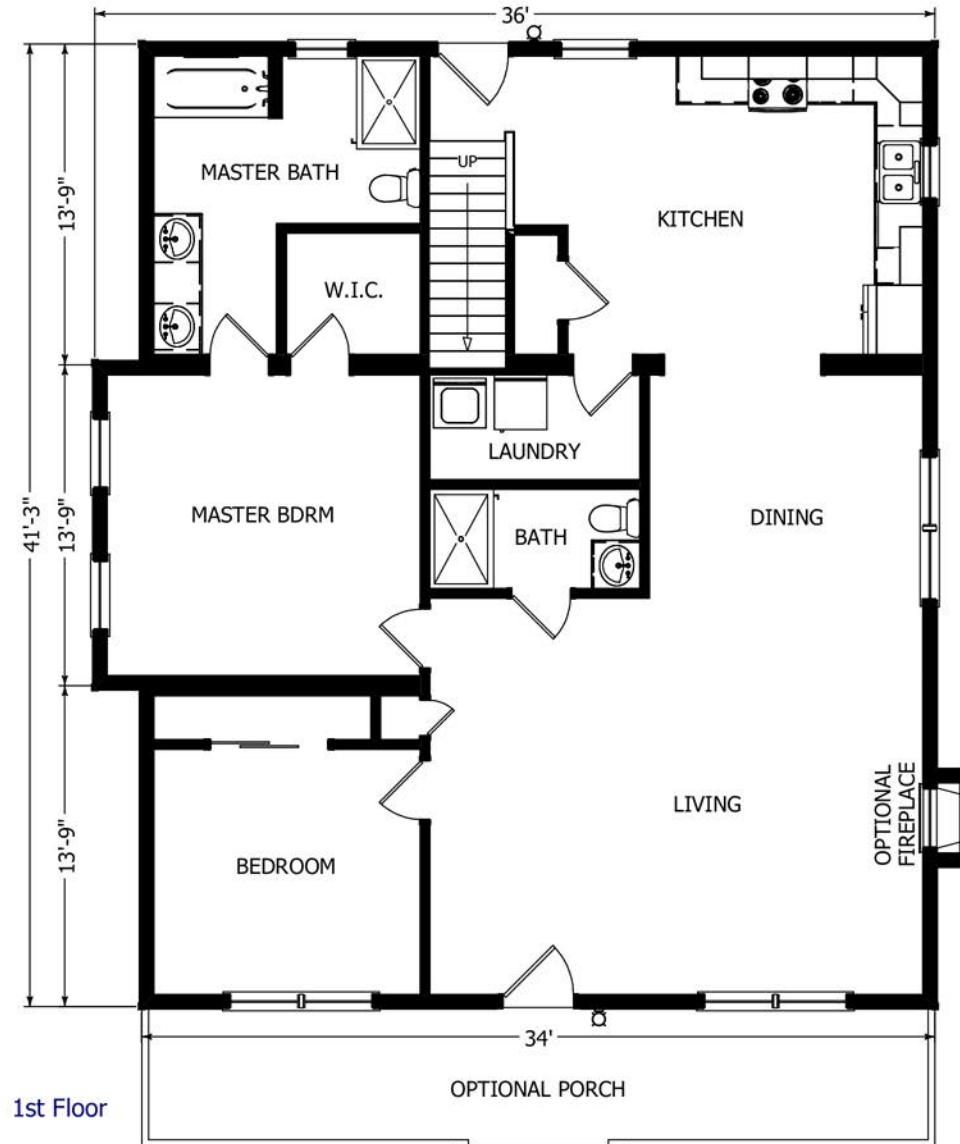 36'
UP
MASTER BATH
13'-9"
KITCHEN
W.I.C.
LAUNDRY
41'-3"
13'-9"
MASTER BDRM
DINING
BATH
LIVING
OPTIONAL
FIREPLACE
13'-9"
BEDROOM
34'
OPTIONAL PORCH
1st Floor